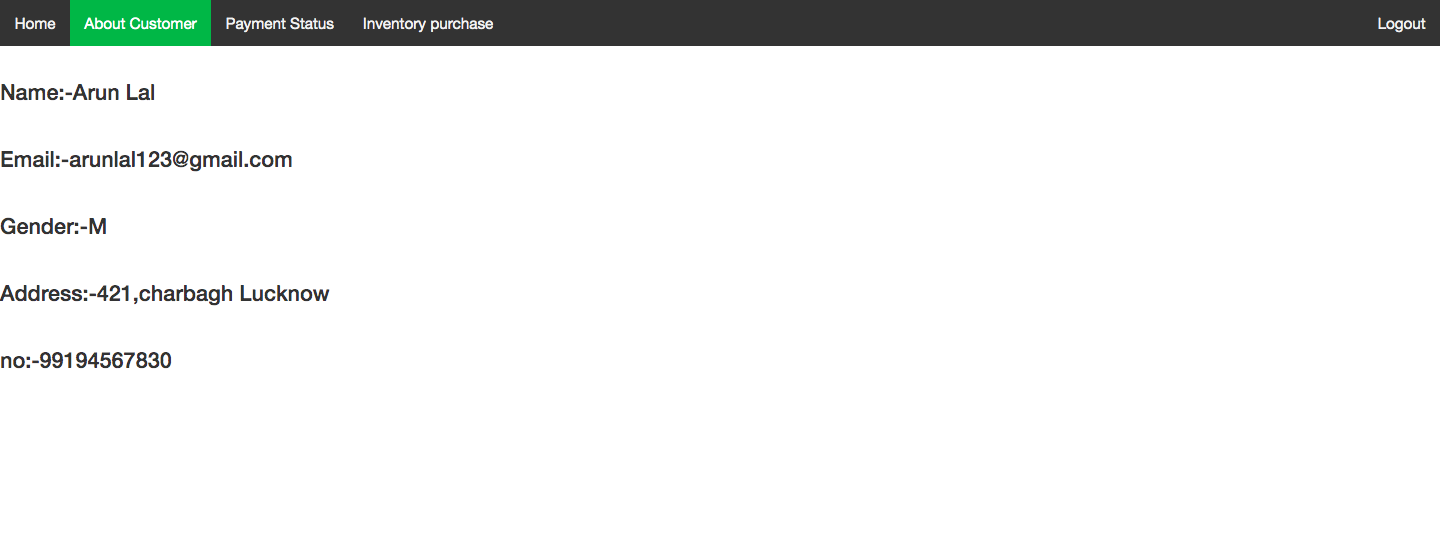 Home About Customer Payment Status Inventory purchase Logout
Name:-Arun Lal
Email:-arunlal123@gmail.com
Gender:-M
Address:-421,charbagh Lucknow
no:-99194567830